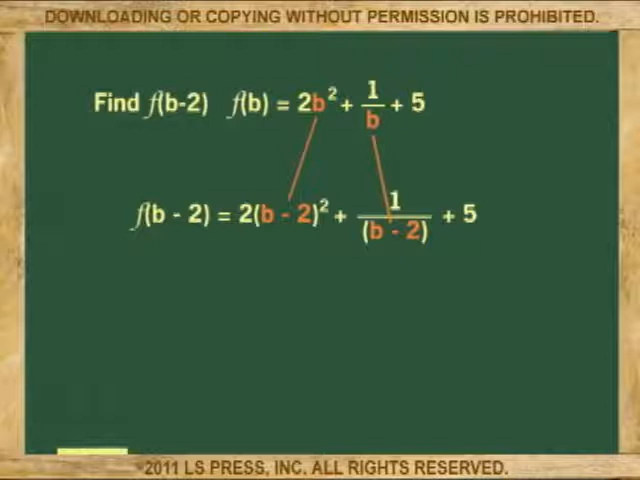 DOWNLOADING OR COPYING WITHOUT PERMISSION IS PROHIBITED.
Find f(b-2) f(b) = 2b² + 1/b + 5
f(b - 2) = 2(b - 2)² + 1/(b - 2) + 5
©2011 LS PRESS, INC. ALL RIGHTS RESERVED.